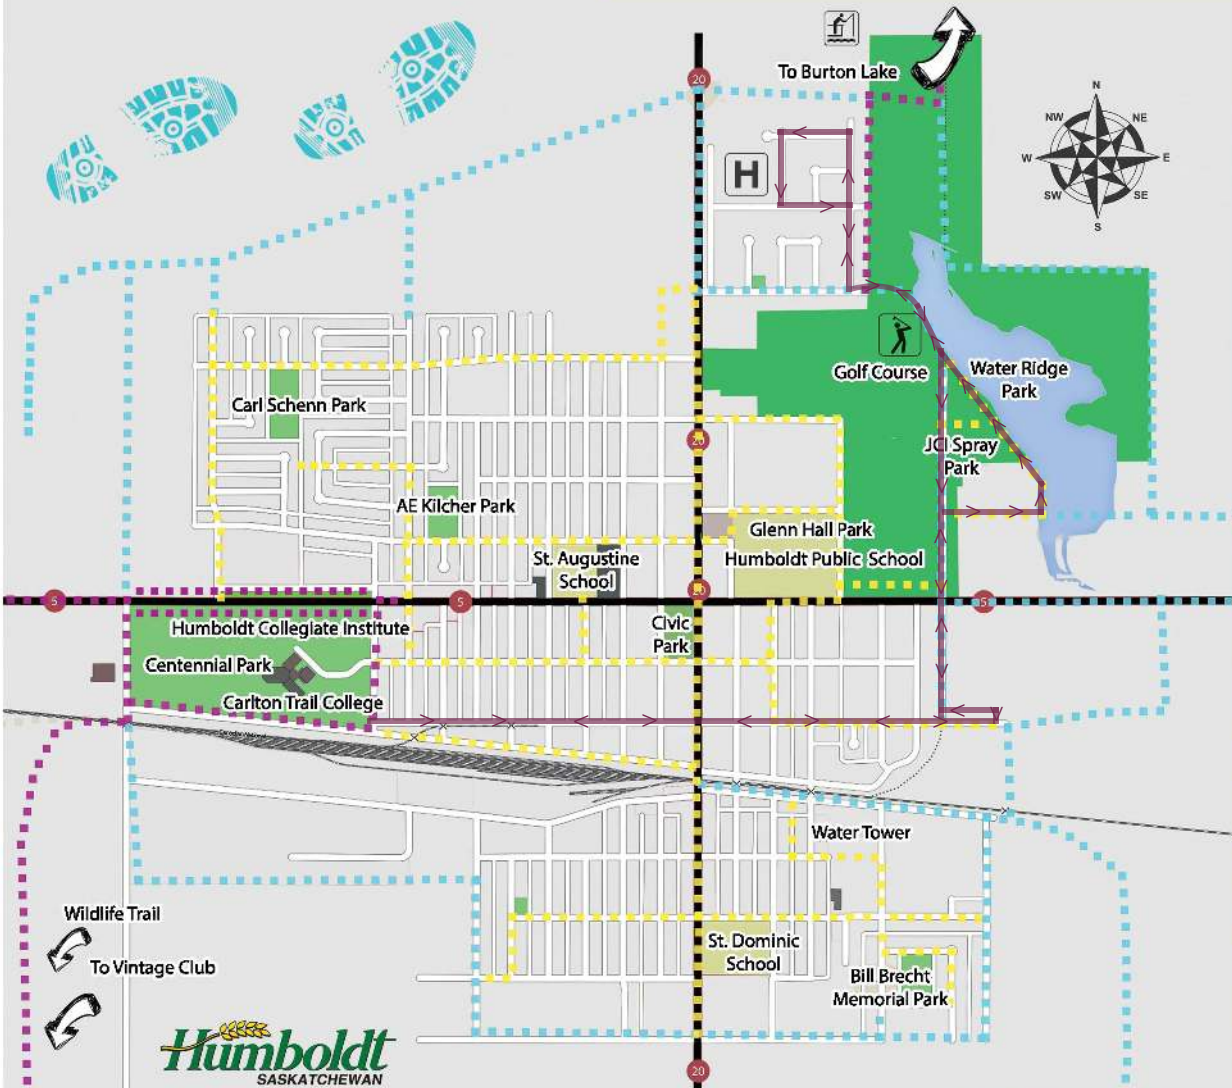 To Burton Lake
20
N
NW
NE
W
E
SW
SE
S
H
Golf Course
Water Ridge
Park
Carl Schenn Park
20
JCI Spray
Park
AE Kilcher Park
Glenn Hall Park
Humboldt Public School
St. Augustine
School
5
5
20
5
Humboldt Collegiate Institute
Civic
Park
Centennial Park
Carlton Trail College
Water Tower
Wildlife Trail
To Vintage Club
St. Dominic
School
Bill Brecht
Memorial Park
Humboldt
SASKATCHEWAN
20